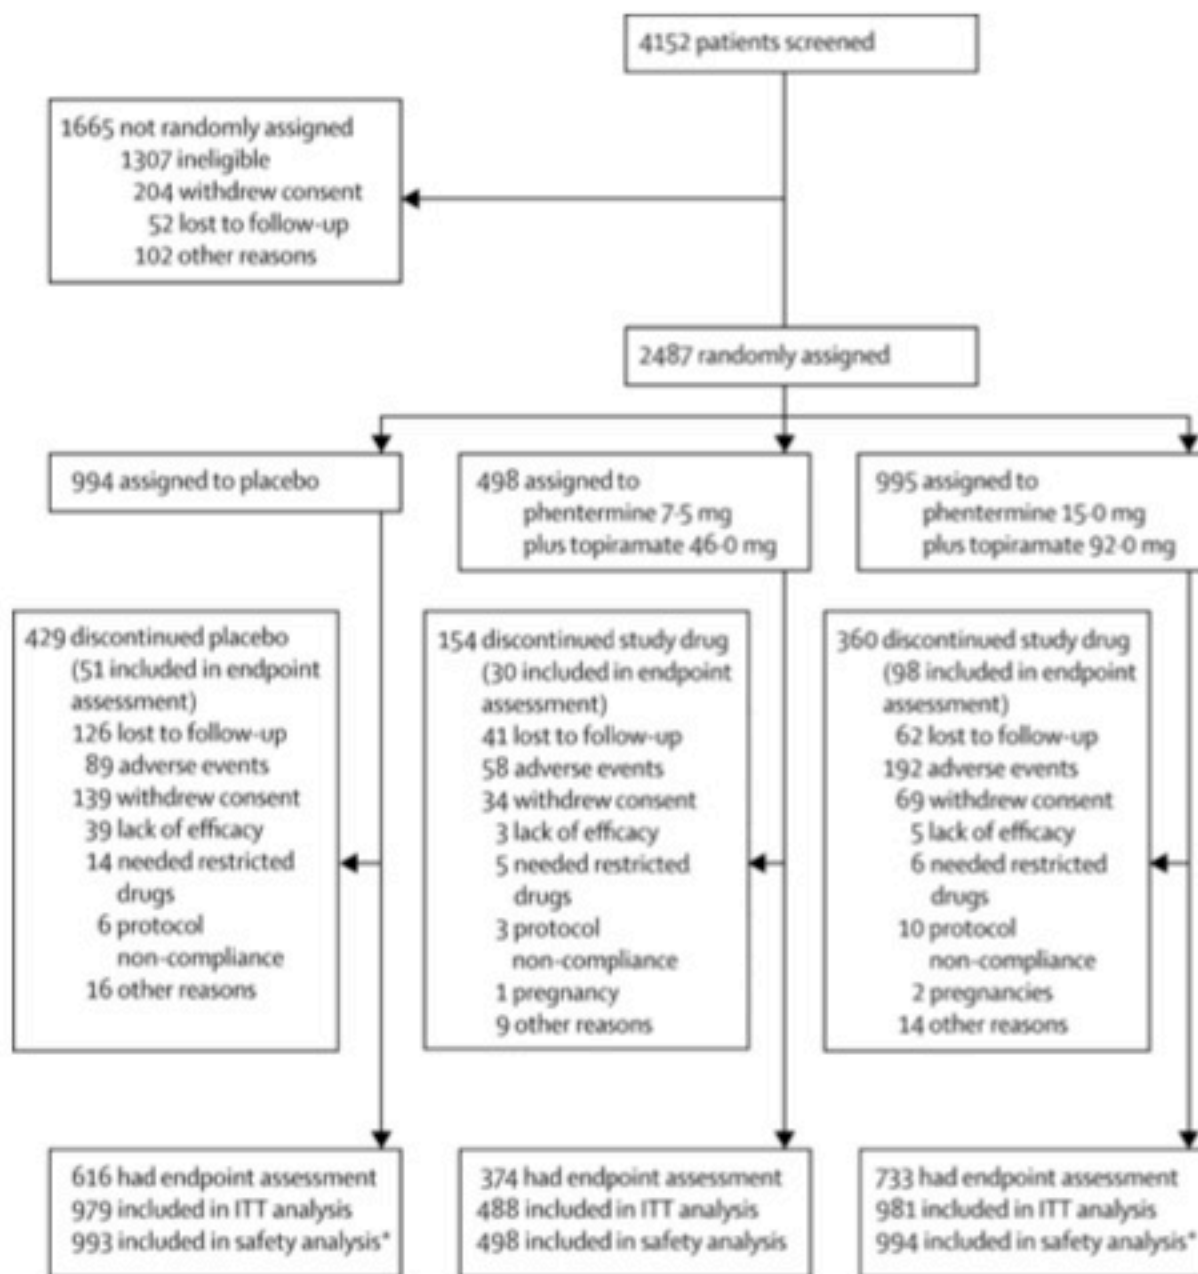 4152 patients screened
1665 not randomly assigned
1307 ineligible
204 withdrew consent
52 lost to follow-up
102 other reasons
2487 randomly assigned
994 assigned to placebo
498 assigned to
phentermine 7·5 mg
plus topiramate 46·0 mg
995 assigned to
phentermine 15·0 mg
plus topiramate 92·0 mg
429 discontinued placebo
(51 included in endpoint
assessment)
126 lost to follow-up
89 adverse events
139 withdrew consent
39 lack of efficacy
14 needed restricted
drugs
6 protocol
non-compliance
16 other reasons
154 discontinued study drug
(30 included in endpoint
assessment)
41 lost to follow-up
58 adverse events
34 withdrew consent
3 lack of efficacy
5 needed restricted
drugs
3 protocol
non-compliance
1 pregnancy
9 other reasons
360 discontinued study drug
(98 included in endpoint
assessment)
62 lost to follow-up
192 adverse events
69 withdrew consent
5 lack of efficacy
6 needed restricted
drugs
10 protocol
non-compliance
2 pregnancies
14 other reasons
616 had endpoint assessment
979 included in ITT analysis
993 included in safety analysis*
374 had endpoint assessment
488 included in ITT analysis
498 included in safety analysis
733 had endpoint assessment
981 included in ITT analysis
994 included in safety analysis*